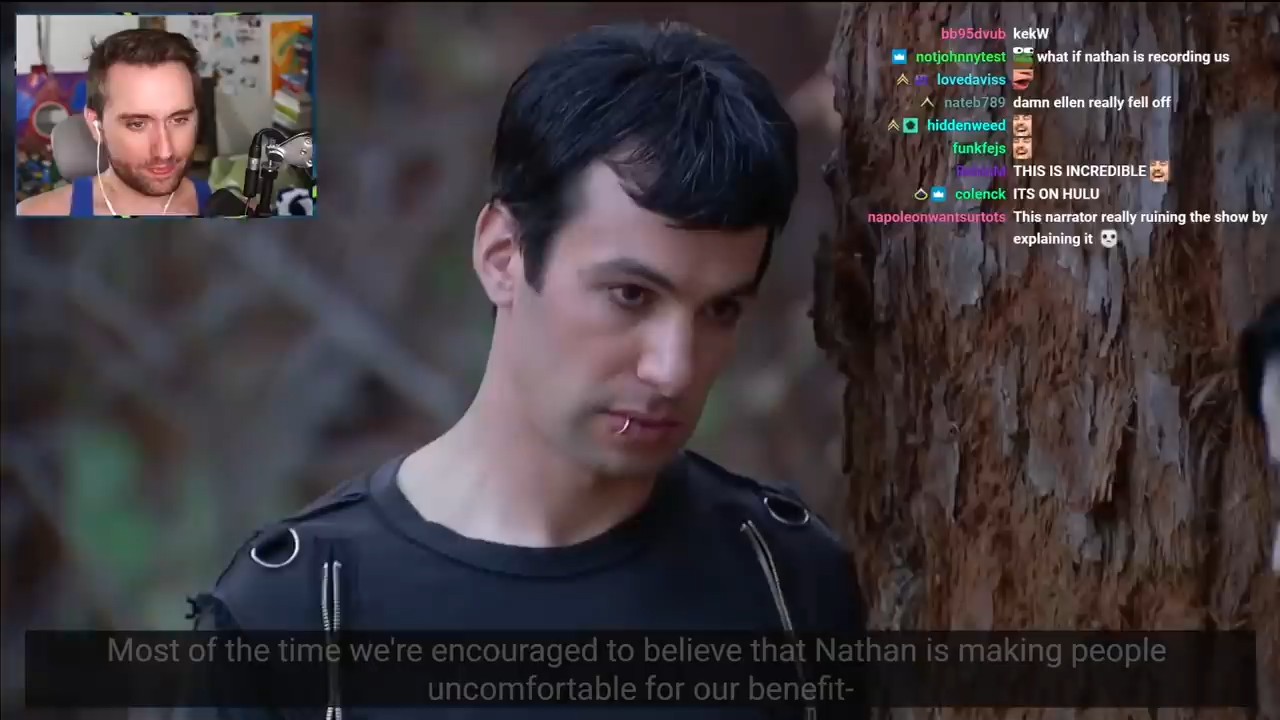 bb95dvub kekW
notjohnnytest what if nathan is recording us
lovedaviss
nateb789 damn ellen really fell off
hiddenweed
funkfejs
THIS IS INCREDIBLE
colenck ITS ON HULU
napoleonwantsurtots This narrator really ruining the show by
explaining it
Most of the time we're encouraged to believe that Nathan is making people
uncomfortable for our benefit-